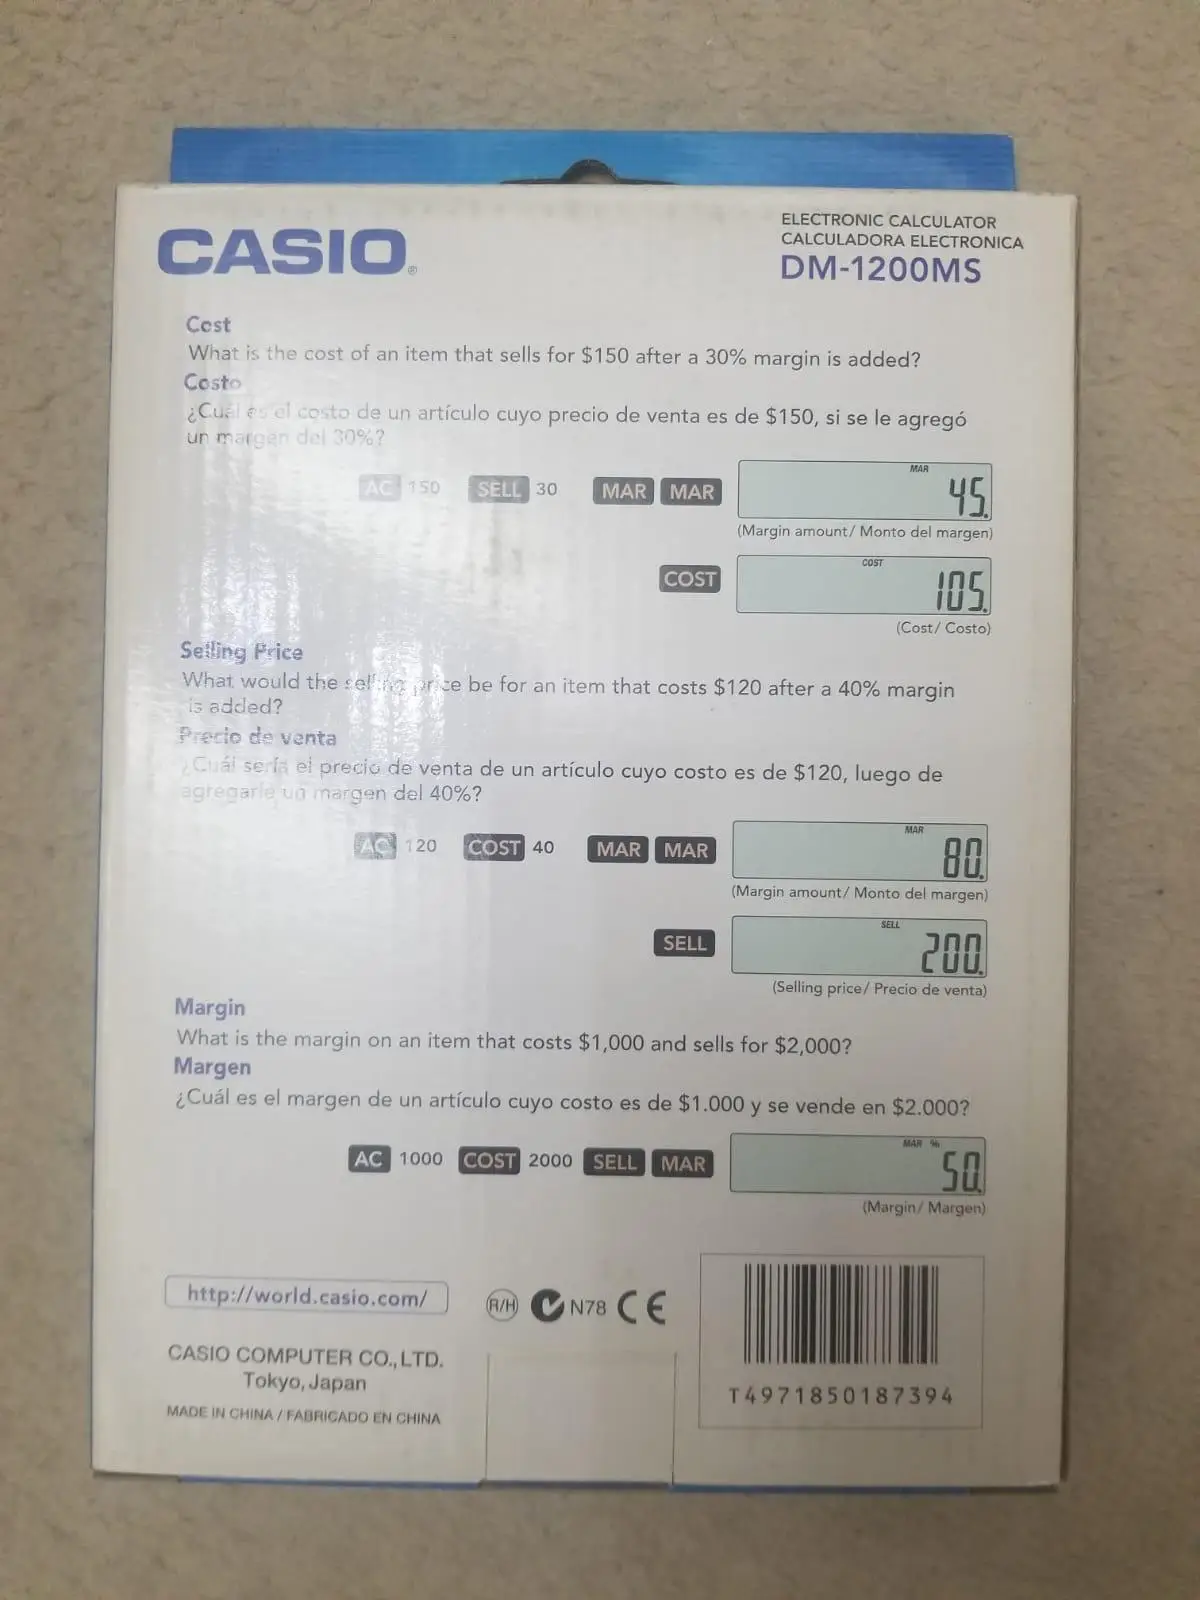 CASIO®
ELECTRONIC CALCULATOR
CALCULADORA ELECTRONICA
DM-1200MS
Cost
What is the cost of an item that sells for $150 after a 30% margin is added?
Costo
¿Cuál es el costo de un artículo cuyo precio de venta es de $150, si se le agregó
un margen del 30%?
AC 150 SELL 30 MAR MAR
MAR
45.
(Margin amount/ Monto del margen)
COST
COST
105.
(Cost/ Costo)
Selling Price
What would the selling price be for an item that costs $120 after a 40% margin
is added?
Precio de venta
¿Cuál sería el precio de venta de un artículo cuyo costo es de $120, luego de
agregarle un margen del 40%?
AC 120 COST 40 MAR MAR
MAR
80.
(Margin amount/ Monto del margen)
SELL
SELL
200.
(Selling price/ Precio de venta)
Margin
What is the margin on an item that costs $1,000 and sells for $2,000?
Margen
¿Cuál es el margen de un artículo cuyo costo es de $1.000 y se vende en $2.000?
AC 1000 COST 2000 SELL MAR
MAR %
50.
(Margin/ Margen)
http://world.casio.com/
R/H N78 CE
CASIO COMPUTER CO., LTD.
Tokyo, Japan
MADE IN CHINA / FABRICADO EN CHINA
T4971850187394